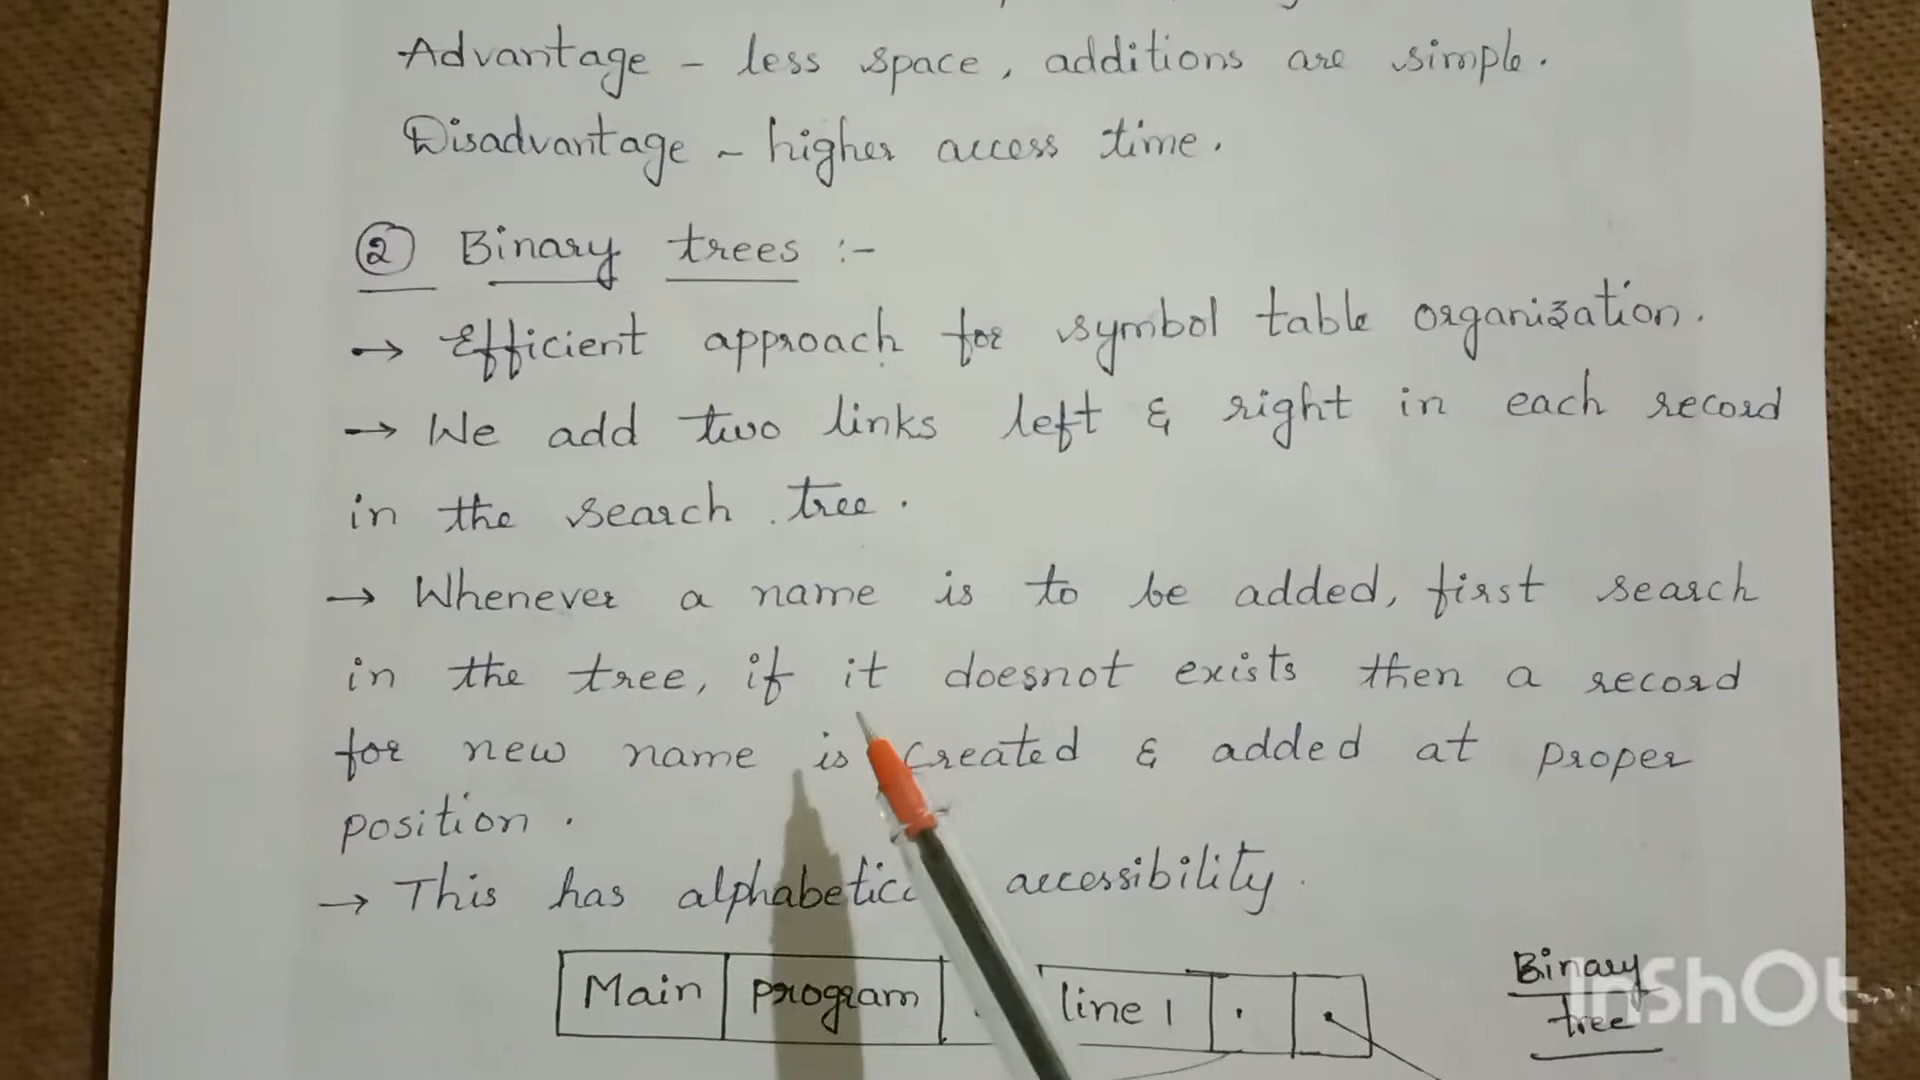 Advantage - less space, additions are simple.
Disadvantage - higher access time.
② Binary trees :-
→ Efficient approach for symbol table organization.
→ We add two links left & right in each record
in the search tree.
→ Whenever a name is to be added, first search
in the tree, if it doesnot exists then a record
for new name is created & added at proper
position.
→ This has alphabetic accessibility.
Main program line 1
Binary
tree
InShOt